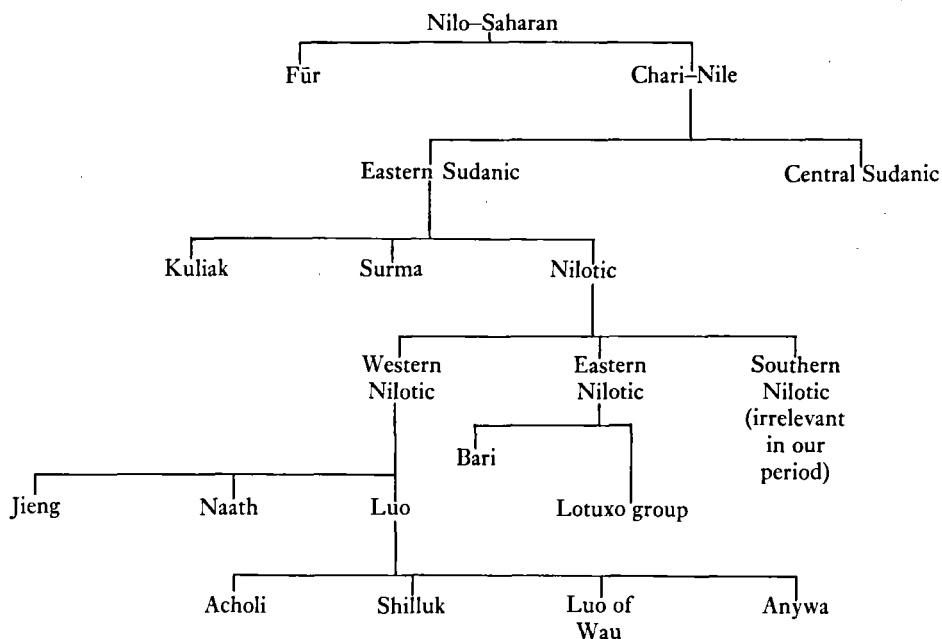 Nilo–Saharan
Fūr
Chari–Nile
Eastern Sudanic
Central Sudanic
Kuliak
Surma
Nilotic
Western
Nilotic
Eastern
Nilotic
Southern
Nilotic
(irrelevant
in our
period)
Bari
Jieng
Naath
Luo
Lotuxo group
Acholi
Shilluk
Luo of
Wau
Anywa